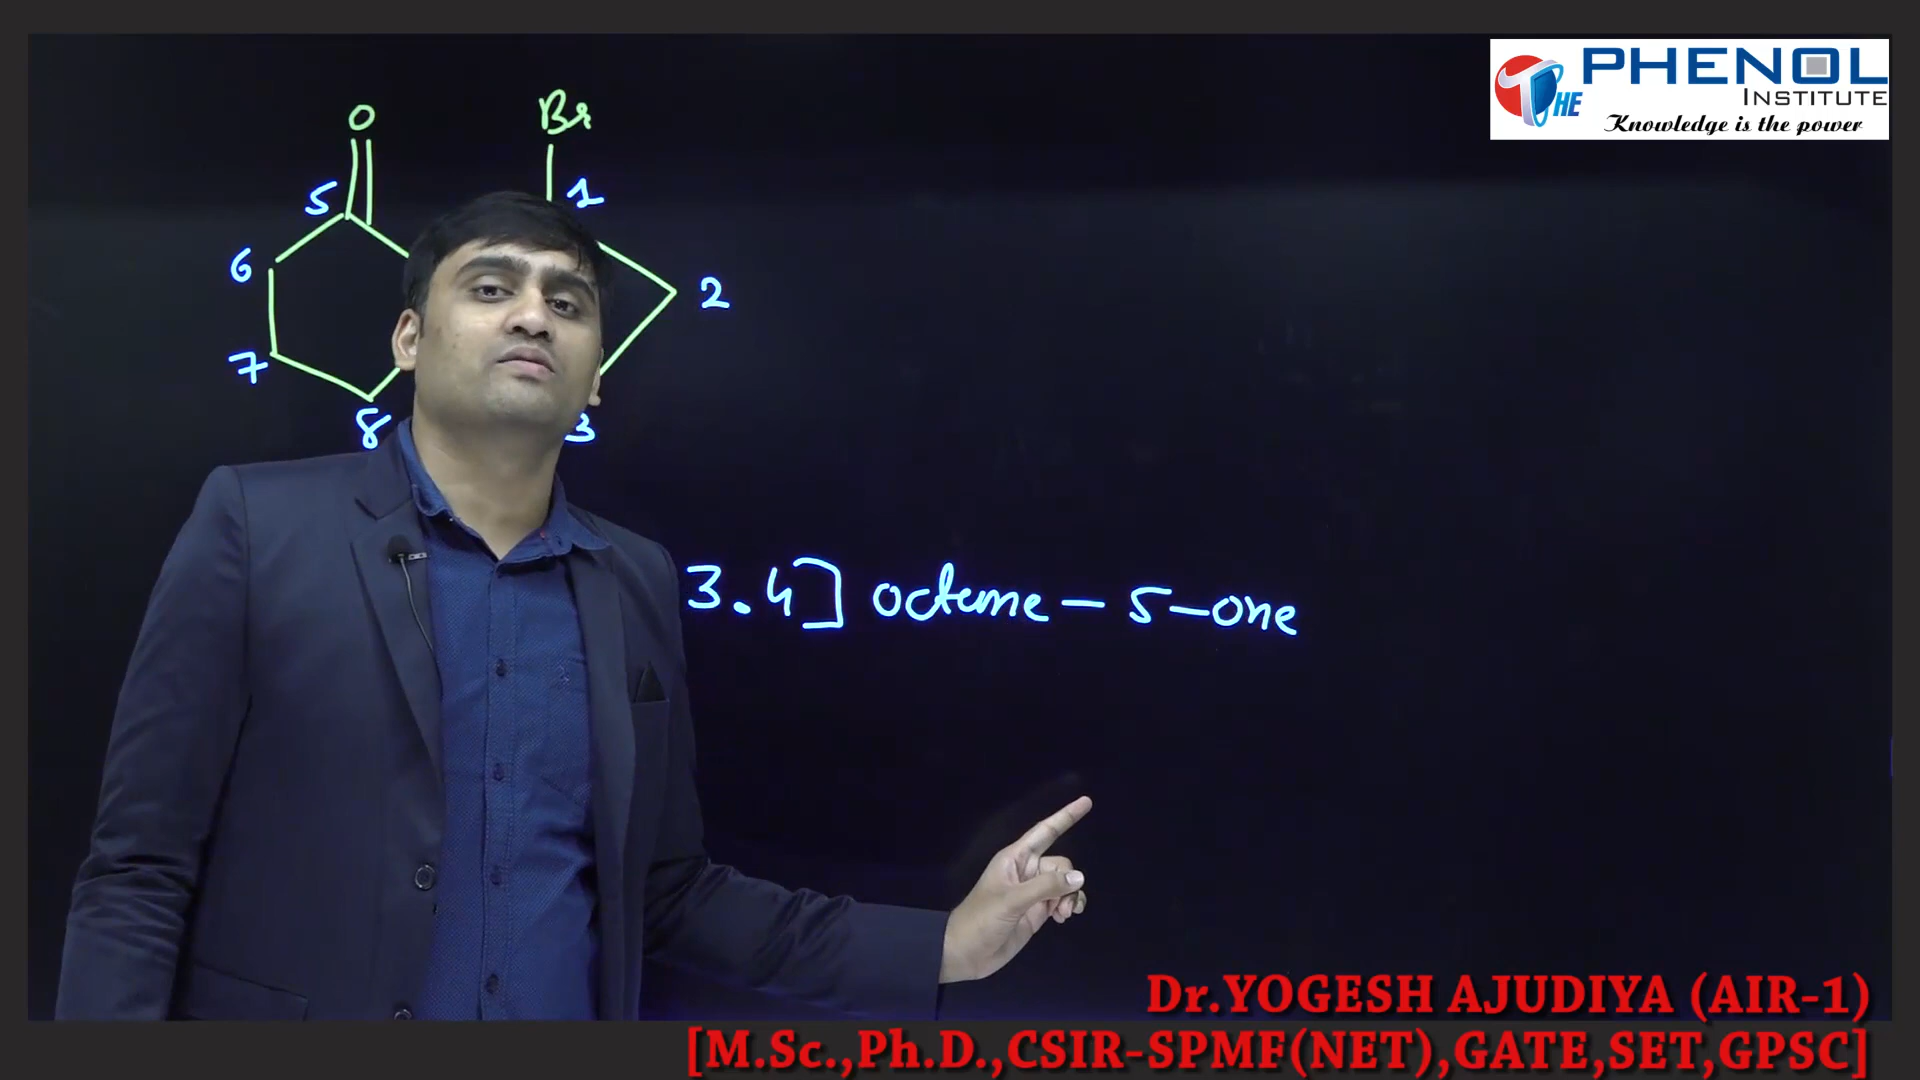 THE PHENOL
INSTITUTE
Knowledge is the power
O
Br
5
1
6
2
7
8
3
3.4] octane - 5 - one
Dr.YOGESH AJUDIYA (AIR-1)
[M.Sc.,Ph.D.,CSIR-SPMF(NET),GATE,SET,GPSC]